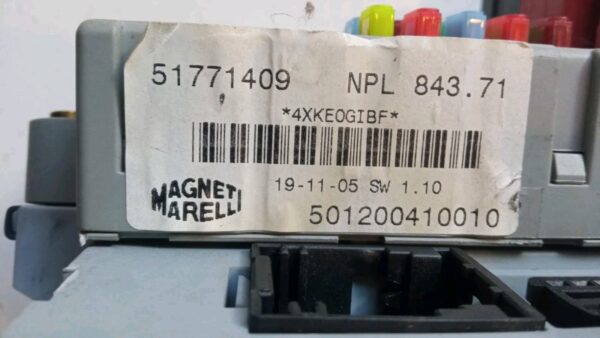 51771409 NPL 843.71
*4XKE0GIBF*
19-11-05 SW 1.10
MAGNETI
MARELLI
501200410010